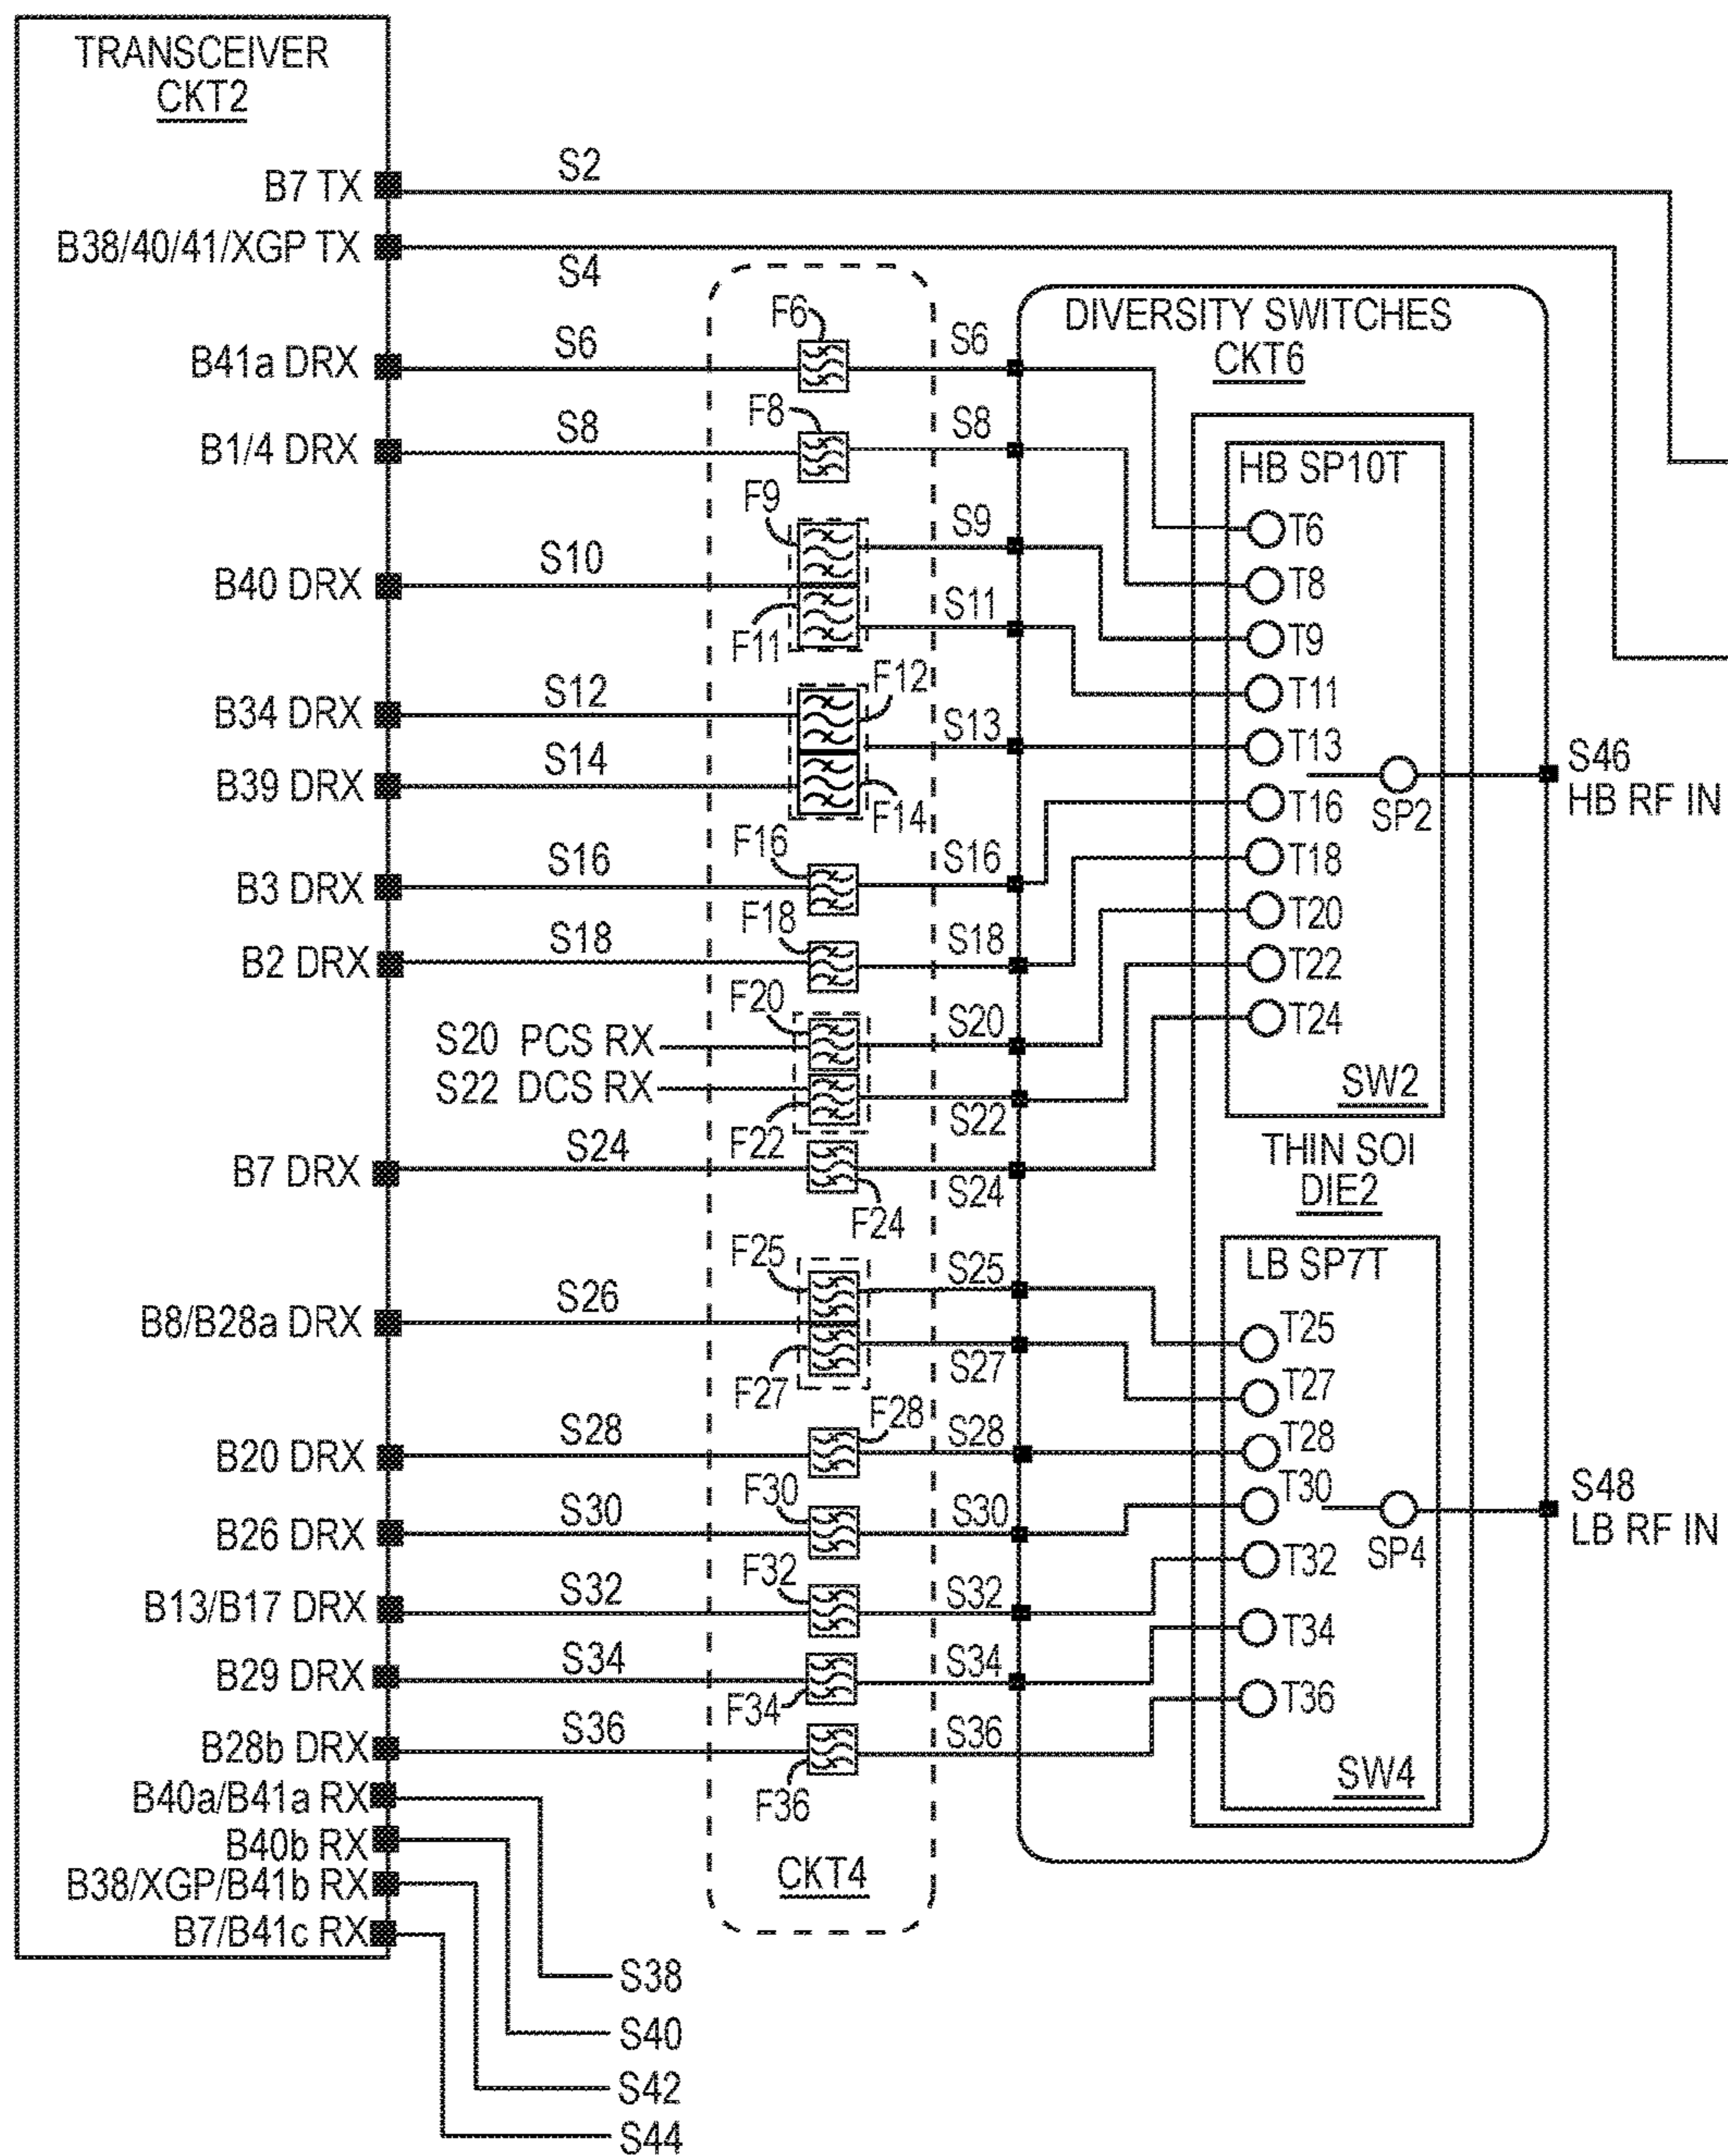 TRANSCEIVER
CKT2
B7 TX
S2
B38/40/41/XGP TX
S4
DIVERSITY SWITCHES
CKT6
B41a DRX
S6
F6
S6
B1/4 DRX
S8
F8
S8
HB SP10T
F9
S9
T6
B40 DRX
S10
T8
F11
S11
T9
T11
B34 DRX
S12
F12
S13
T13
B39 DRX
S14
F14
T16
SP2
S46
HB RF IN
B3 DRX
S16
F16
S16
T18
B2 DRX
S18
F18
S18
T20
T22
S20 PCS RX
F20
S20
T24
S22 DCS RX
F22
S22
SW2
B7 DRX
S24
F24
S24
THIN SOI
DIE2
LB SP7T
B8/B28a DRX
S26
F25
S25
T25
F27
S27
T27
B20 DRX
S28
F28
S28
T28
B26 DRX
S30
F30
S30
T30
SP4
S48
LB RF IN
B13/B17 DRX
S32
F32
S32
T32
B29 DRX
S34
F34
S34
T34
B28b DRX
S36
F36
S36
T36
SW4
B40a/B41a RX
B40b RX
B38/XGP/B41b RX
B7/B41c RX
CKT4
S38
S40
S42
S44